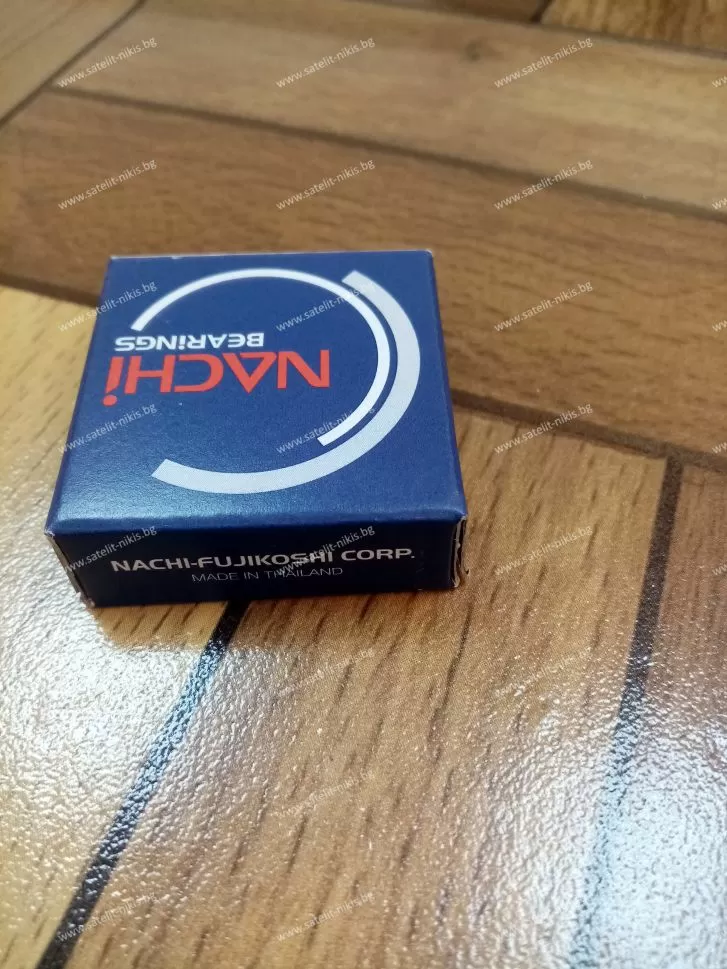 NACHi
BEARiNGS
NACHI-FUJIKOSHI CORP.
MADE IN THAILAND
www.satelit-nikis.bg